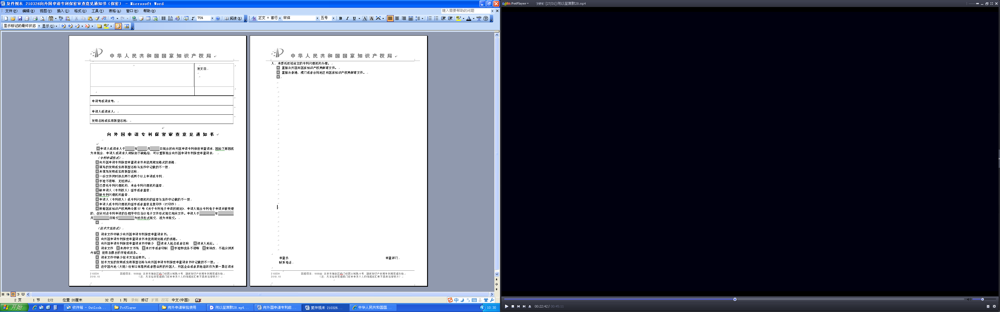 复件视未 210326向外国申请专利保密审查意见通知书（保密） - Microsoft Word
文件(F) 编辑(E) 视图(V) 插入(I) 格式(O) 工具(T) 表格(A) 窗口(W) 帮助(H)
键入需要帮助的问题
75% 阅读(R) 正文 + 首行 宋体 五号
显示标记的最终状态 显示(S)
中华人民共和国国家知识产权局
发文日
申请号或请求号：
申请人或请求人：
发明名称或实用新型名称：
向外国申请专利保密审查意见通知书
申请人或请求人于 年 月 日提出的向外国申请专利保密审查请求，因如下原因视
为未提出，申请人或请求人消除如下缺陷后，可以重新提出向外国申请专利保密审查请求：
（专利申请形式）
向外国申请专利保密审查请求书未使用规定格式的表格
填写的发明或实用新型名称与案件中记载的不一致
未填写发明或实用新型名称
一份文件同时涉及两个或两个以上申请或专利
字迹不清晰，无法辨认
已委托专利代理机构，未由专利代理机构盖章
缺申请人（专利权人）签字或者盖章
缺专利代理机构盖章
申请人（专利权人）或专利代理机构的签章与案件中记载的不一致
申请人或专利代理机构签字或者盖章是复印件（打印件）
根据国家知识产权局局令第 57 号《关于专利电子申请的规定》，申请人提出专利电子申请并被受理
的，在针对该专利申请的各程序中应当以电子文件形式提交相关文件。申请人于 年
月 日提交 为纸件形式提交，视为未提交。
（技术方案形式）
请求文件中缺少向外国申请专利保密审查请求书。
向外国申请专利保密审查请求书未使用规定格式的表格。
向外国申请专利保密审查请求书中缺少 请求人姓名或者名称 请求人地址。
请求文件 未用中文书写 未打字或者印刷 字迹和线条不清晰 有涂改，不能分辨其
内容 使用易擦去的字迹或线条。
请求文件中缺少技术方案说明书。
技术方案的发明或实用新型名称与向外国申请专利保密审查请求书中记载的不一致。
在中国内地（大陆）没有经常居所或者营业所的外国人、外国企业或者其他组织作为第一署名请求
210326 回函请寄：100088 北京市海淀区蓟门桥西土城路 6 号 国家知识产权局专利局受理处收
2010.10 （注：凡寄给非受理部门或审查员个人的信函或汇款不具有法律效力）
中华人民共和国国家知识产权局
人，未委托依法设立的专利代理机构办理。
直接从外国向国家知识产权局邮寄文件。
直接从香港、澳门或者台湾地区向国家知识产权局邮寄文件。
审查员 审查部门
联系电话
210326 回函请寄：100088 北京市海淀区蓟门桥西土城路 6 号 国家知识产权局专利局受理处收
2010.10 （注：凡寄给非受理部门或审查员个人的信函或汇款不具有法律效力）
2 页 1 节 2/2 位置 20厘米 32 行 1 列 录制 修订 扩展 改写 中文(中国)
中
开始 收件箱 - Outlook... PotPlayer 向外申请审批使用 何以笙箫默28.mp4... 向外国申请专利前... 复件视未 210326... 中华人民共和国国... 10:30
PotPlayer MP4 [27/31] 何以笙箫默28.mp4
00:22:42 / 00:45:11